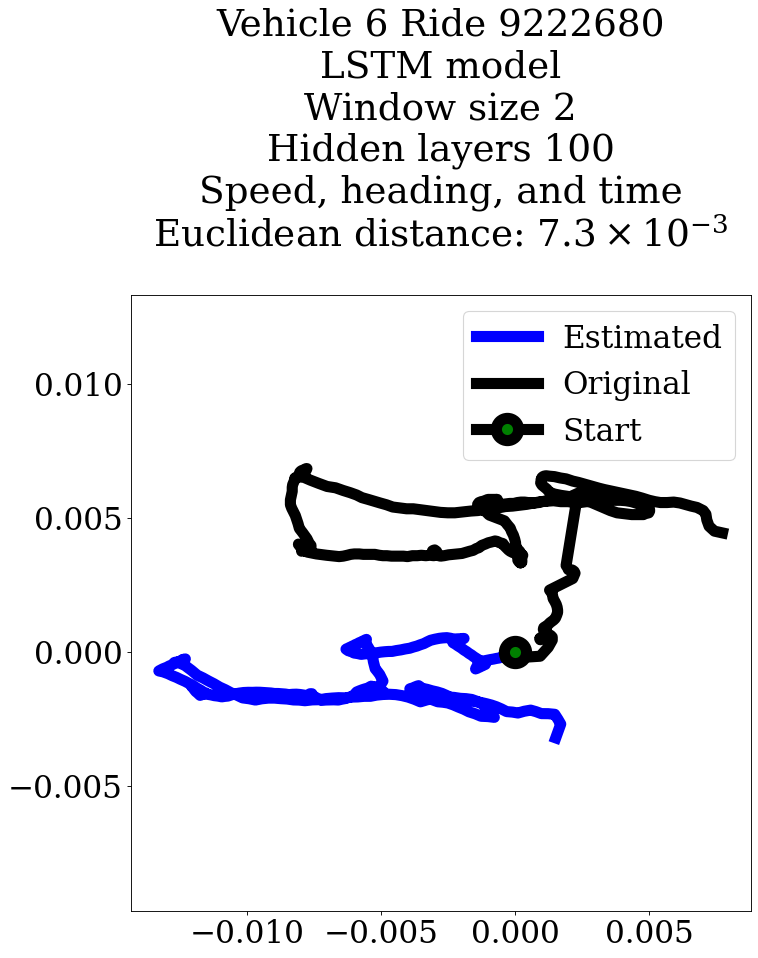 Vehicle 6 Ride 9222680
LSTM model
Window size 2
Hidden layers 100
Speed, heading, and time
Euclidean distance: 7.3 × 10⁻³
Estimated
Original
Start
0.010
0.005
0.000
−0.005
−0.010 −0.005 0.000 0.005